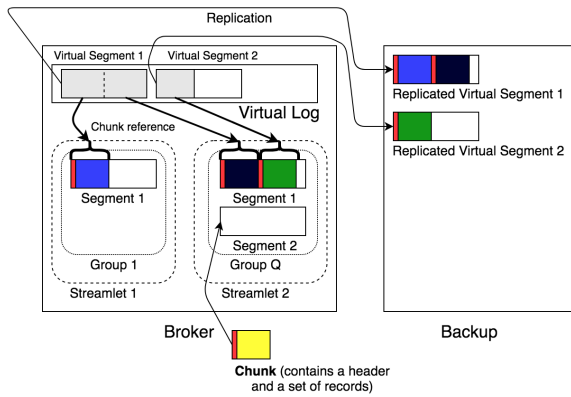 Replication
Virtual Segment 1
Virtual Segment 2
Virtual Log
Chunk reference
Segment 1
Group 1
Streamlet 1
Segment 1
Segment 2
Group Q
Streamlet 2
Replicated Virtual Segment 1
Replicated Virtual Segment 2
Broker
Backup
Chunk (contains a header
and a set of records)